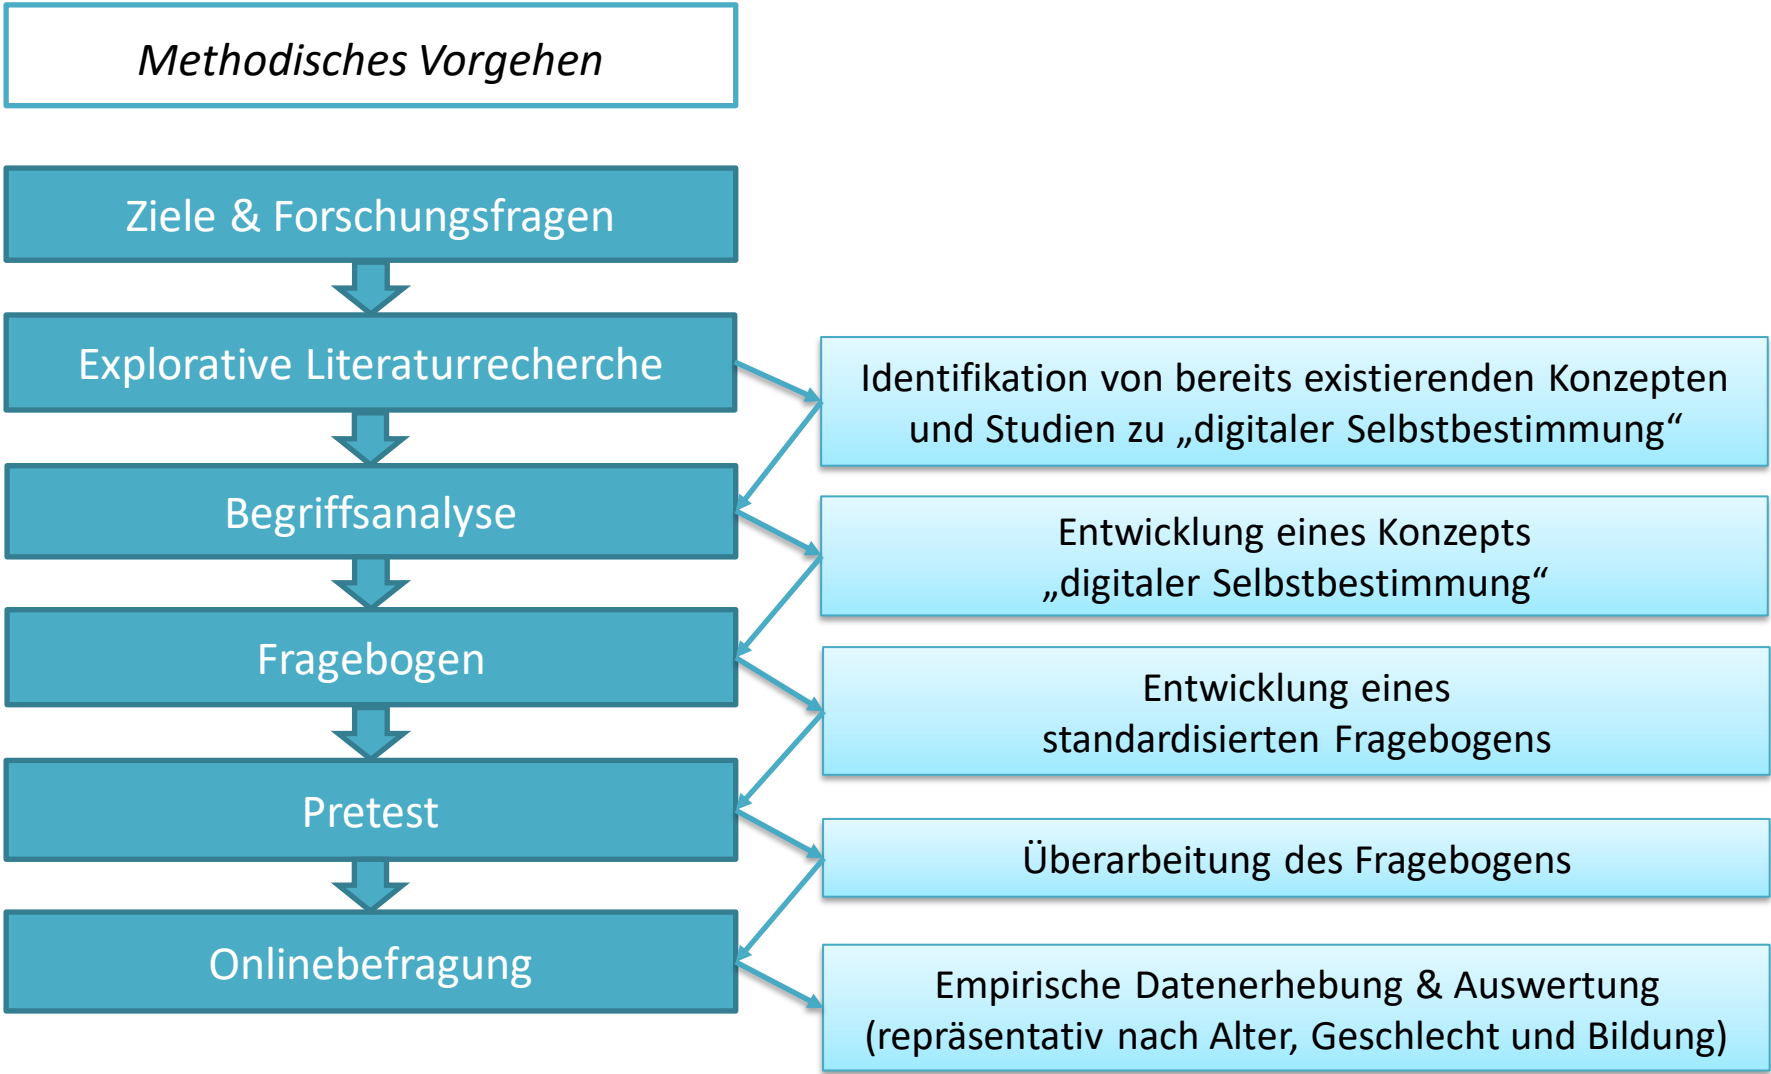 Methodisches Vorgehen
Ziele & Forschungsfragen
Explorative Literaturrecherche
Identifikation von bereits existierenden Konzepten
und Studien zu „digitaler Selbstbestimmung“
Begriffsanalyse
Entwicklung eines Konzepts
„digitaler Selbstbestimmung“
Fragebogen
Entwicklung eines
standardisierten Fragebogens
Pretest
Überarbeitung des Fragebogens
Onlinebefragung
Empirische Datenerhebung & Auswertung
(repräsentativ nach Alter, Geschlecht und Bildung)